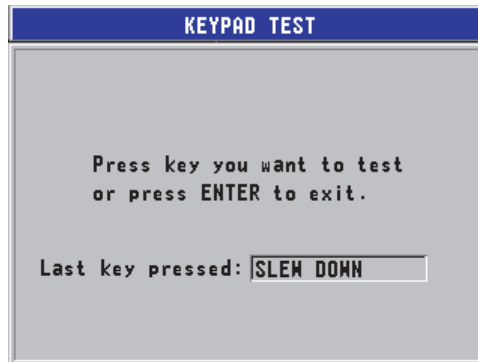 KEYPAD TEST
Press key you want to test
or press ENTER to exit.
Last key pressed: SLEW DOWN